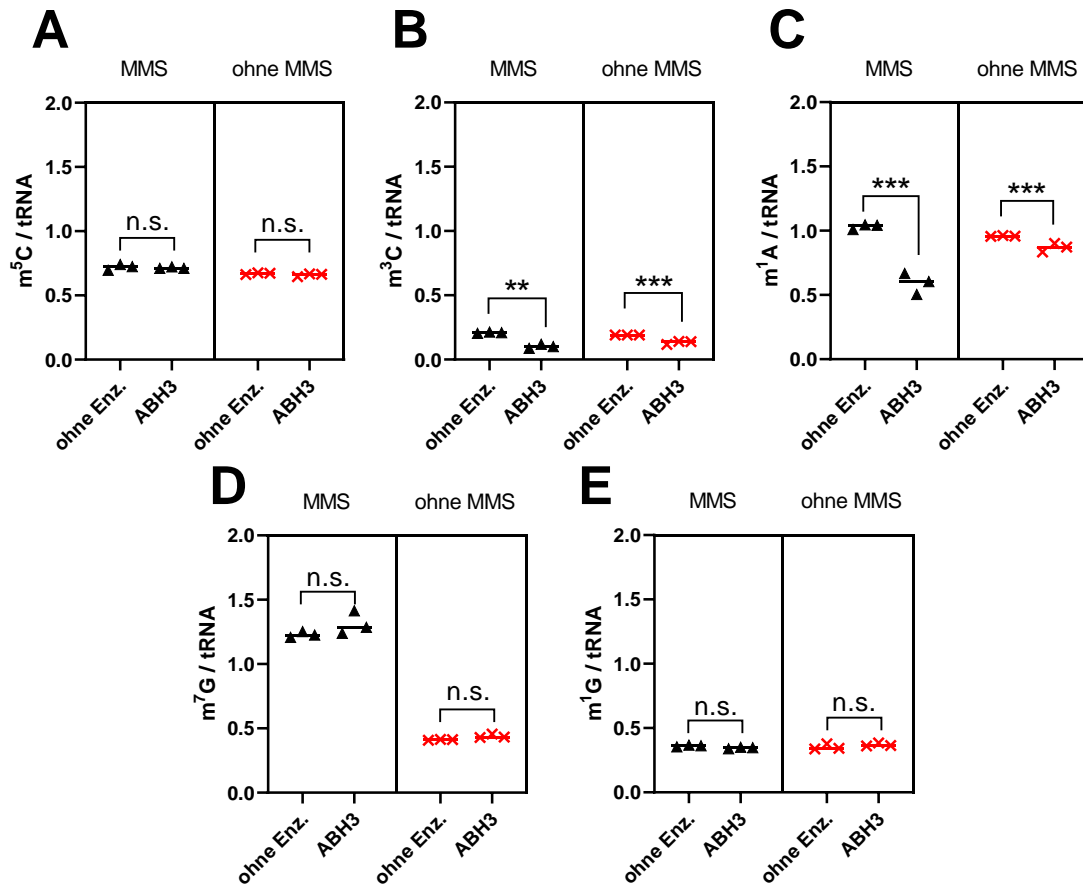 A
MMS
ohne MMS
m⁵C / tRNA
2.0
1.5
1.0
0.5
0.0
n.s.
n.s.
ohne Enz.
ABH3
ohne Enz.
ABH3
B
MMS
ohne MMS
m³C / tRNA
2.0
1.5
1.0
0.5
0.0
**
***
ohne Enz.
ABH3
ohne Enz.
ABH3
C
MMS
ohne MMS
m¹A / tRNA
2.0
1.5
1.0
0.5
0.0
***
***
ohne Enz.
ABH3
ohne Enz.
ABH3
D
MMS
ohne MMS
m⁷G / tRNA
2.0
1.5
1.0
0.5
0.0
n.s.
n.s.
ohne Enz.
ABH3
ohne Enz.
ABH3
E
MMS
ohne MMS
m¹G / tRNA
2.0
1.5
1.0
0.5
0.0
n.s.
n.s.
ohne Enz.
ABH3
ohne Enz.
ABH3